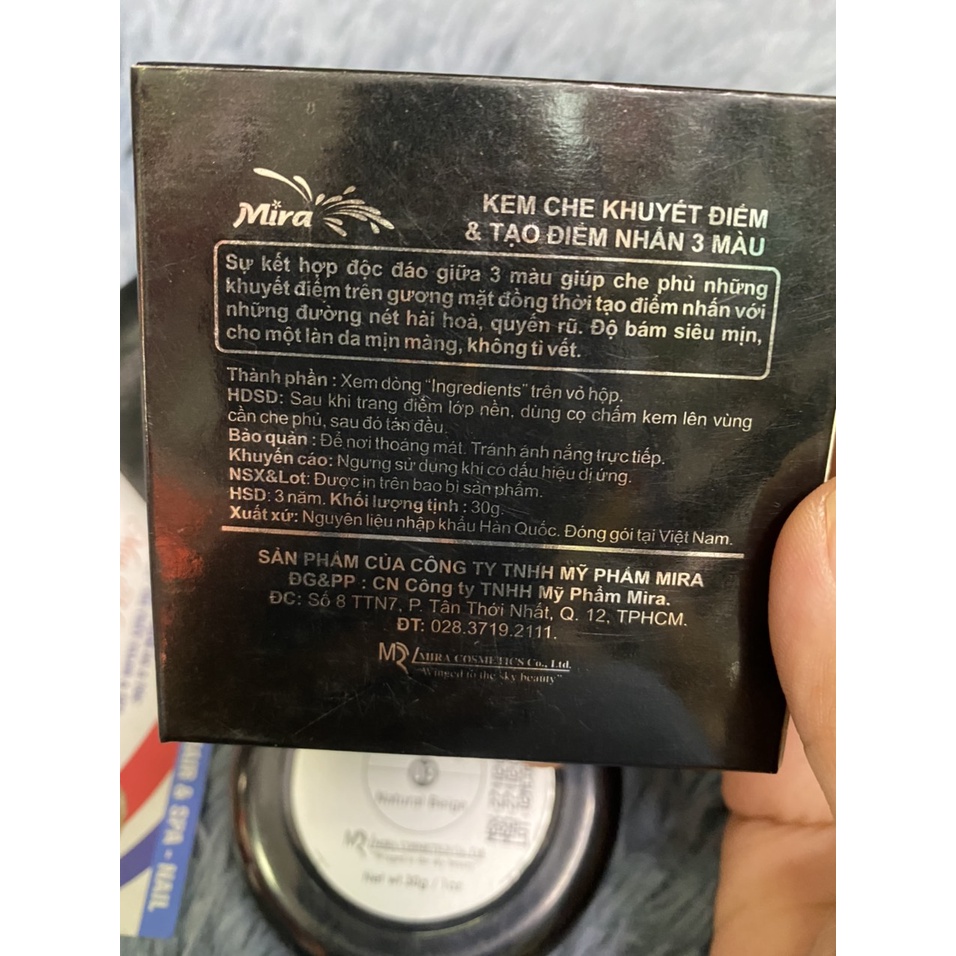 Mira
KEM CHE KHUYẾT ĐIỂM
& TẠO ĐIỂM NHẤN 3 MÀU
Sự kết hợp độc đáo giữa 3 màu giúp che phủ những
khuyết điểm trên gương mặt đồng thời tạo điểm nhấn với
những đường nét hài hoà, quyến rũ. Độ bám siêu mịn,
cho một làn da mịn màng, không tì vết.
Thành phần : Xem dòng "Ingredients" trên vỏ hộp.
HDSD: Sau khi trang điểm lớp nền, dùng cọ chấm kem lên vùng
cần che phủ, sau đó tán đều.
Bảo quản : Để nơi thoáng mát. Tránh ánh nắng trực tiếp.
Khuyến cáo: Ngưng sử dụng khi có dấu hiệu dị ứng.
NSX&Lot: Được in trên bao bì sản phẩm.
HSD: 3 năm. Khối lượng tịnh : 30g.
Xuất xứ: Nguyên liệu nhập khẩu Hàn Quốc. Đóng gói tại Việt Nam.
SẢN PHẨM CỦA CÔNG TY TNHH MỸ PHẨM MIRA
ĐG&PP : CN Công ty TNHH Mỹ Phẩm Mira.
ĐC: Số 8 TTN7, P. Tân Thới Nhất, Q. 12, TPHCM.
ĐT: 028.3719.2111.
MR MIRA COSMETICS Co., Ltd.
"Winged to the sky beauty"
Natural Beige
Net wt 30g / 1oz
HAIR & SPA - NAIL